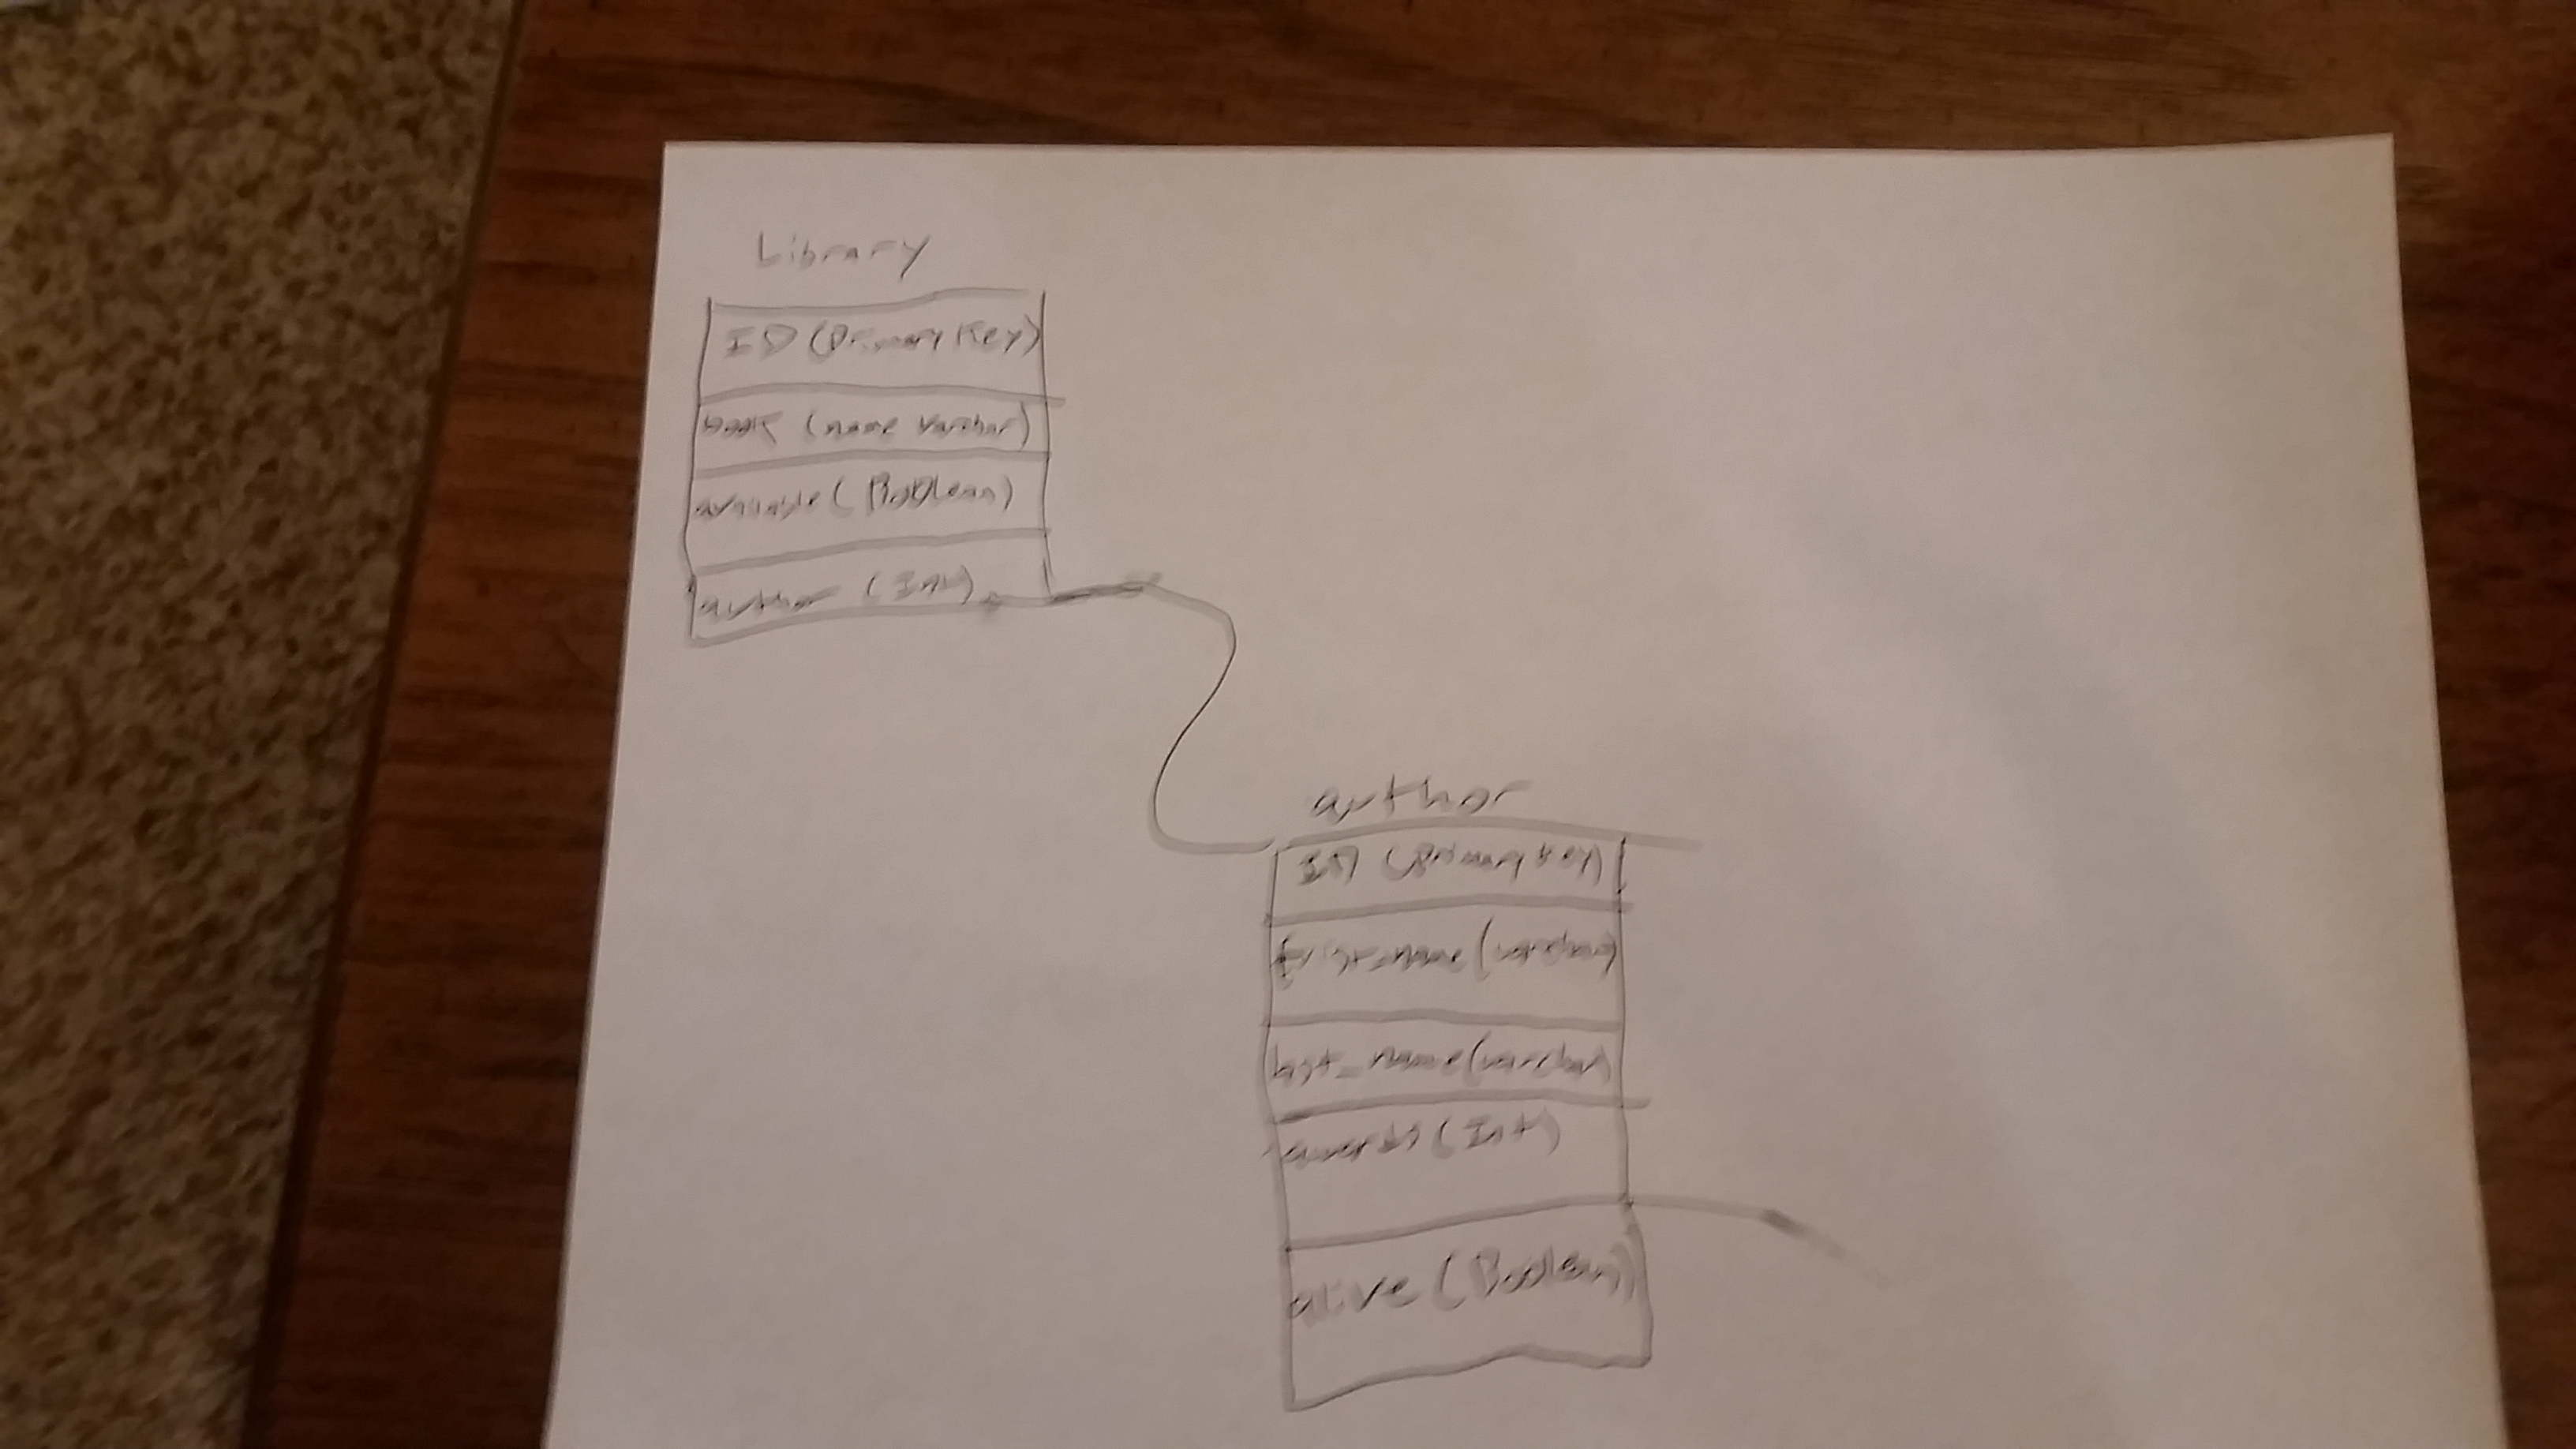 Library
ID (Primary Key)
book (name varchar)
available (Boolean)
author (Int)
author
ID (Primary Key)
first_name (varchar)
last_name (varchar)
awards (Int)
alive (Boolean)